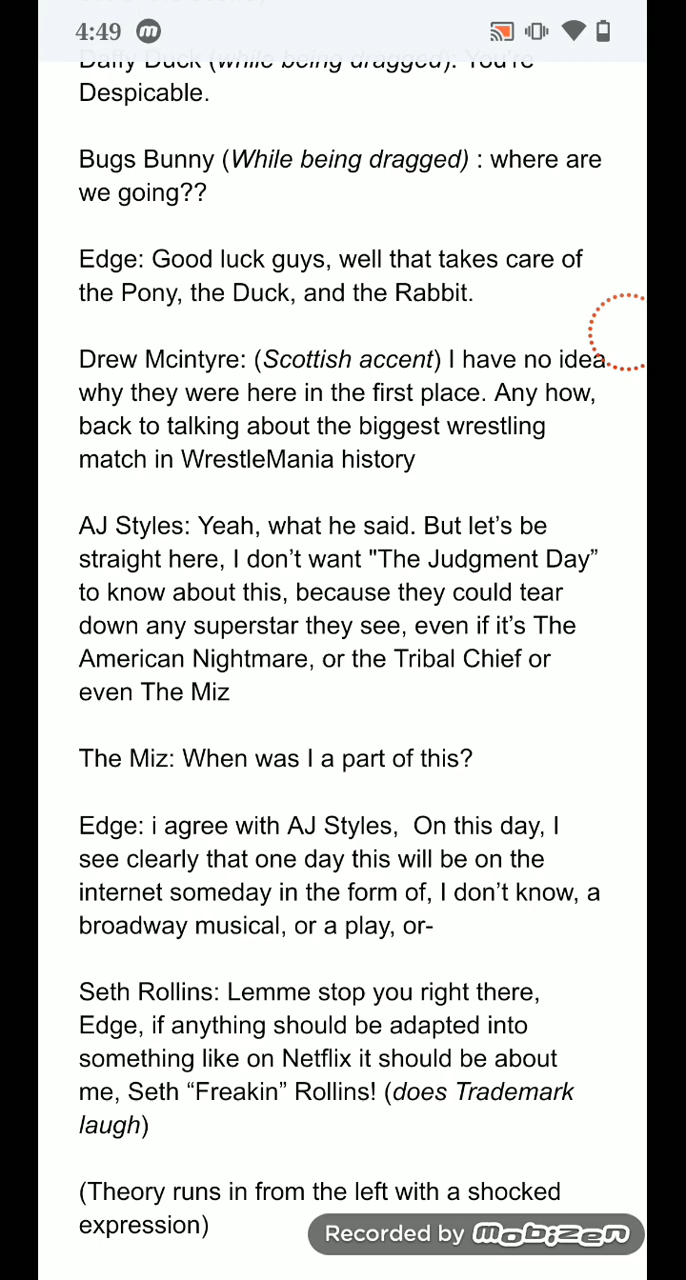 4:49 m
Daffy Duck (while being dragged): You're
Despicable.
Bugs Bunny (While being dragged) : where are
we going??
Edge: Good luck guys, well that takes care of
the Pony, the Duck, and the Rabbit.
Drew Mcintyre: (Scottish accent) I have no idea
why they were here in the first place. Any how,
back to talking about the biggest wrestling
match in WrestleMania history
AJ Styles: Yeah, what he said. But let’s be
straight here, I don’t want "The Judgment Day”
to know about this, because they could tear
down any superstar they see, even if it’s The
American Nightmare, or the Tribal Chief or
even The Miz
The Miz: When was I a part of this?
Edge: i agree with AJ Styles,  On this day, I
see clearly that one day this will be on the
internet someday in the form of, I don’t know, a
broadway musical, or a play, or-
Seth Rollins: Lemme stop you right there,
Edge, if anything should be adapted into
something like on Netflix it should be about
me, Seth “Freakin” Rollins! (does Trademark
laugh)
(Theory runs in from the left with a shocked
expression)
Recorded by mobizen